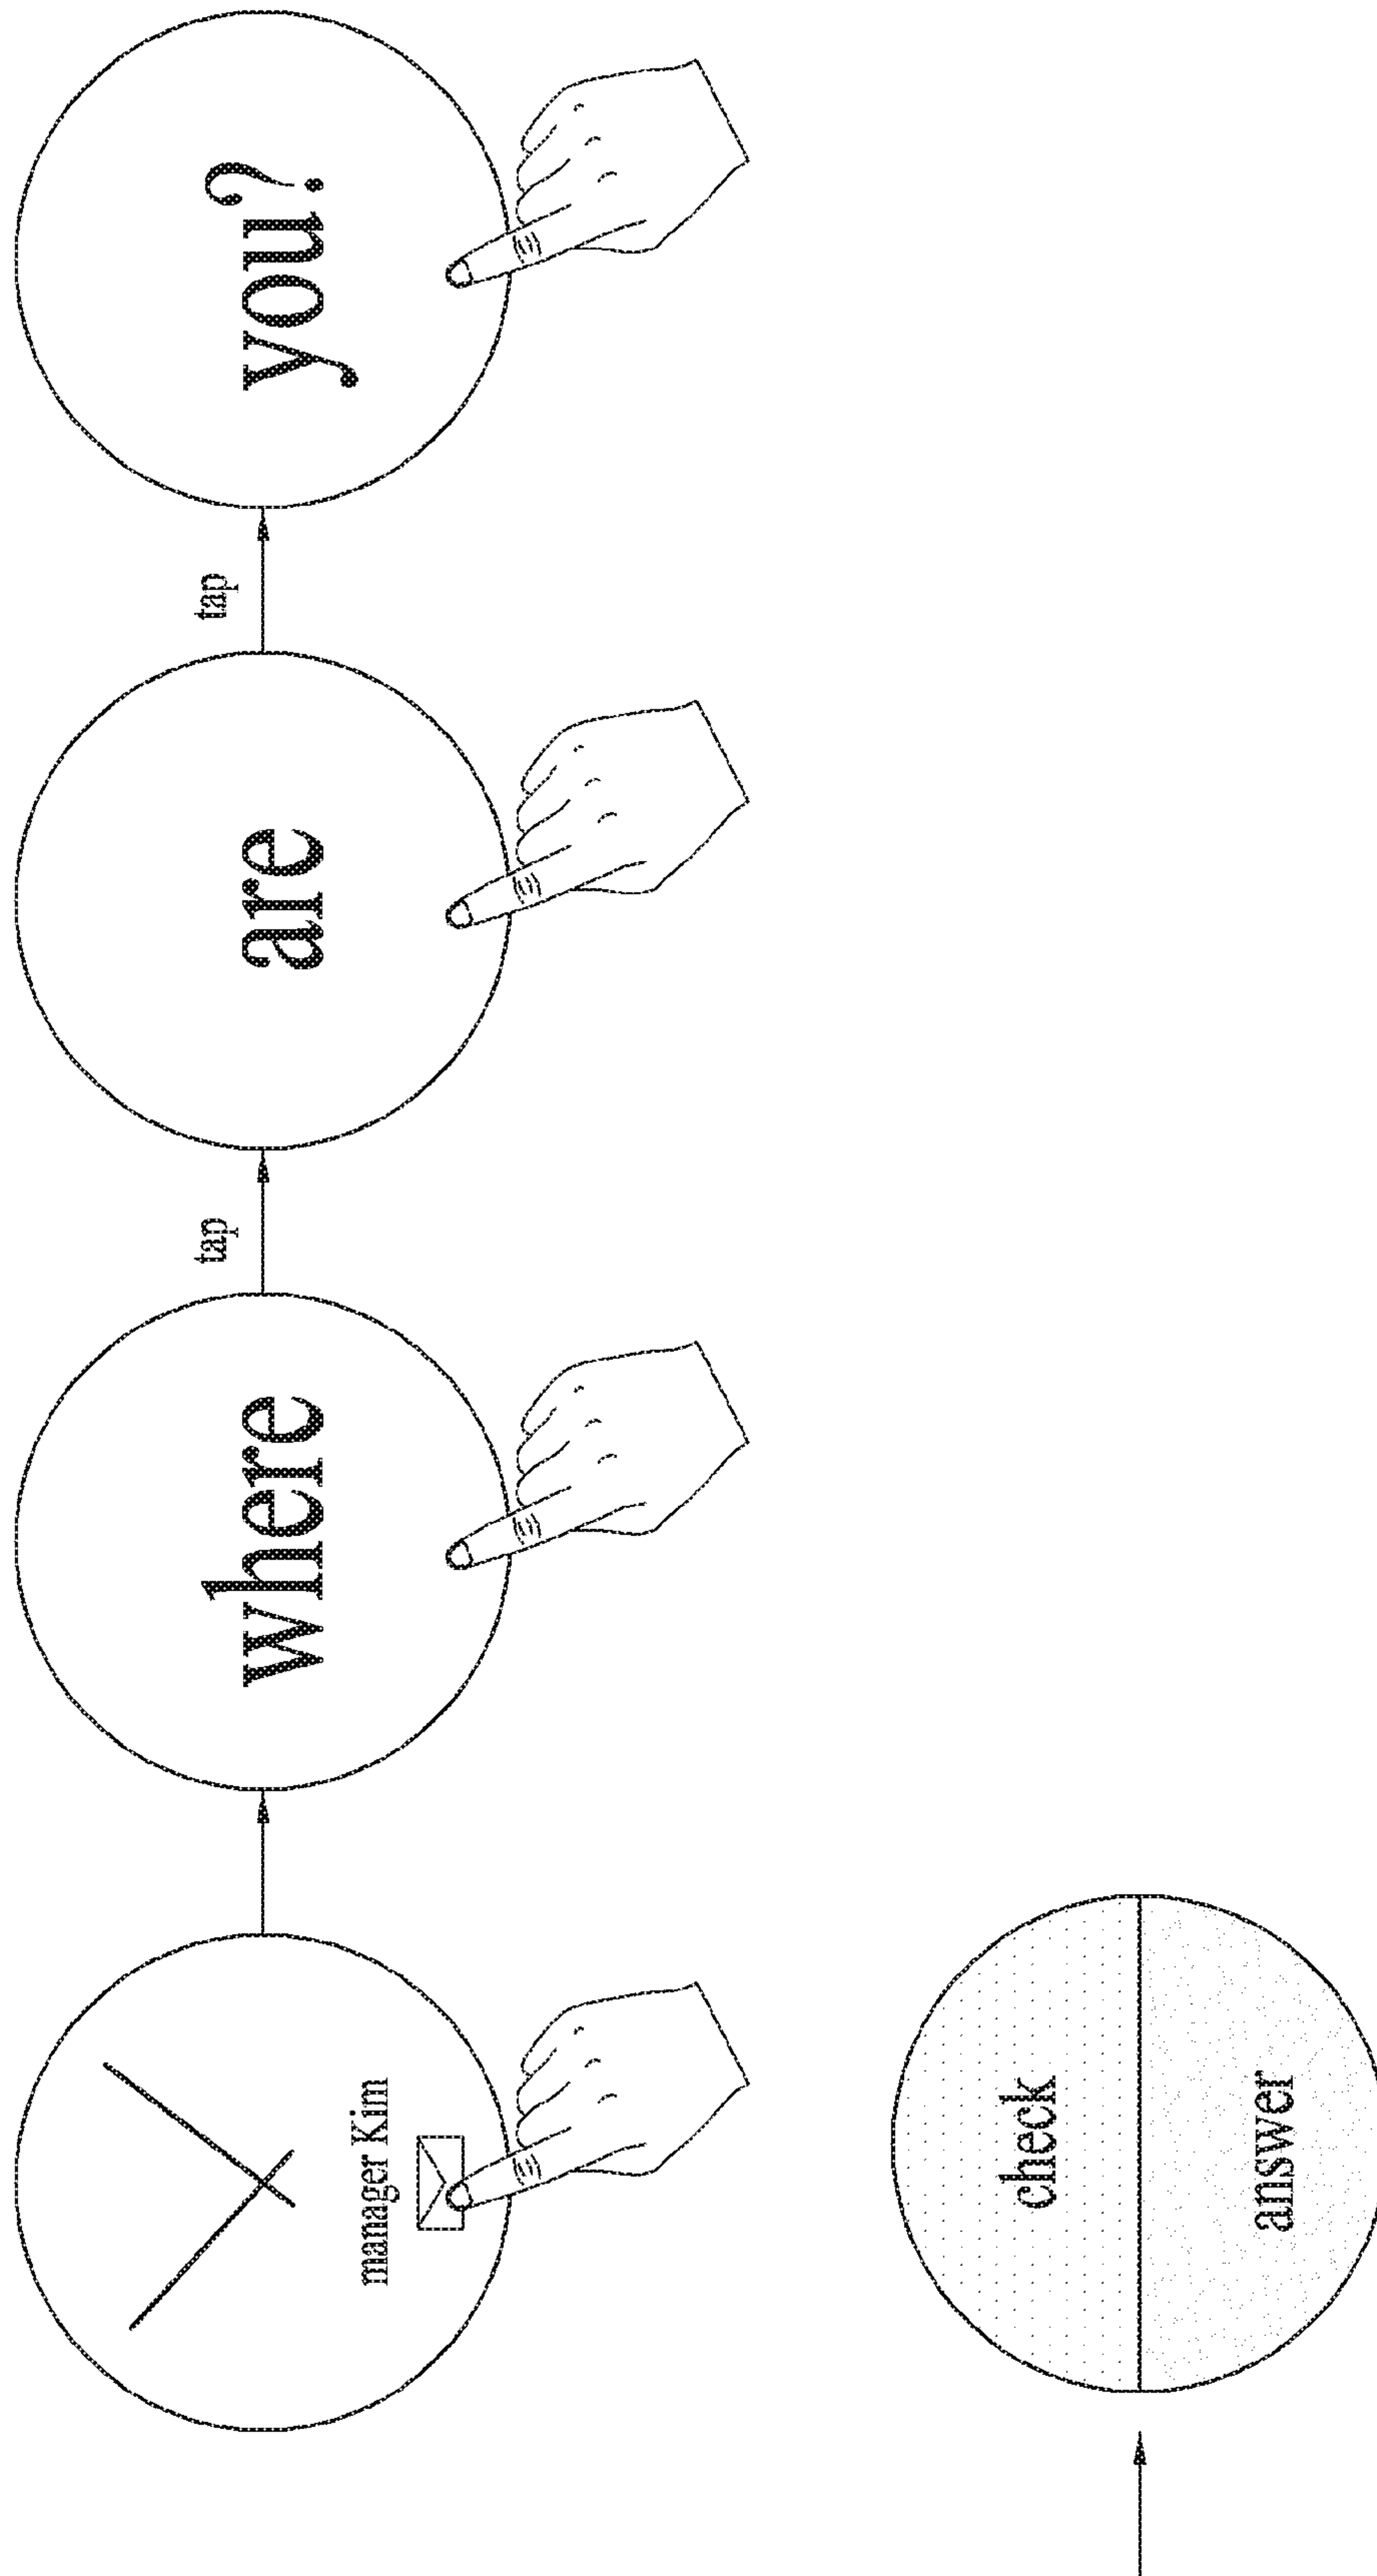 manager Kim
where
tap
are
tap
you?
check
answer